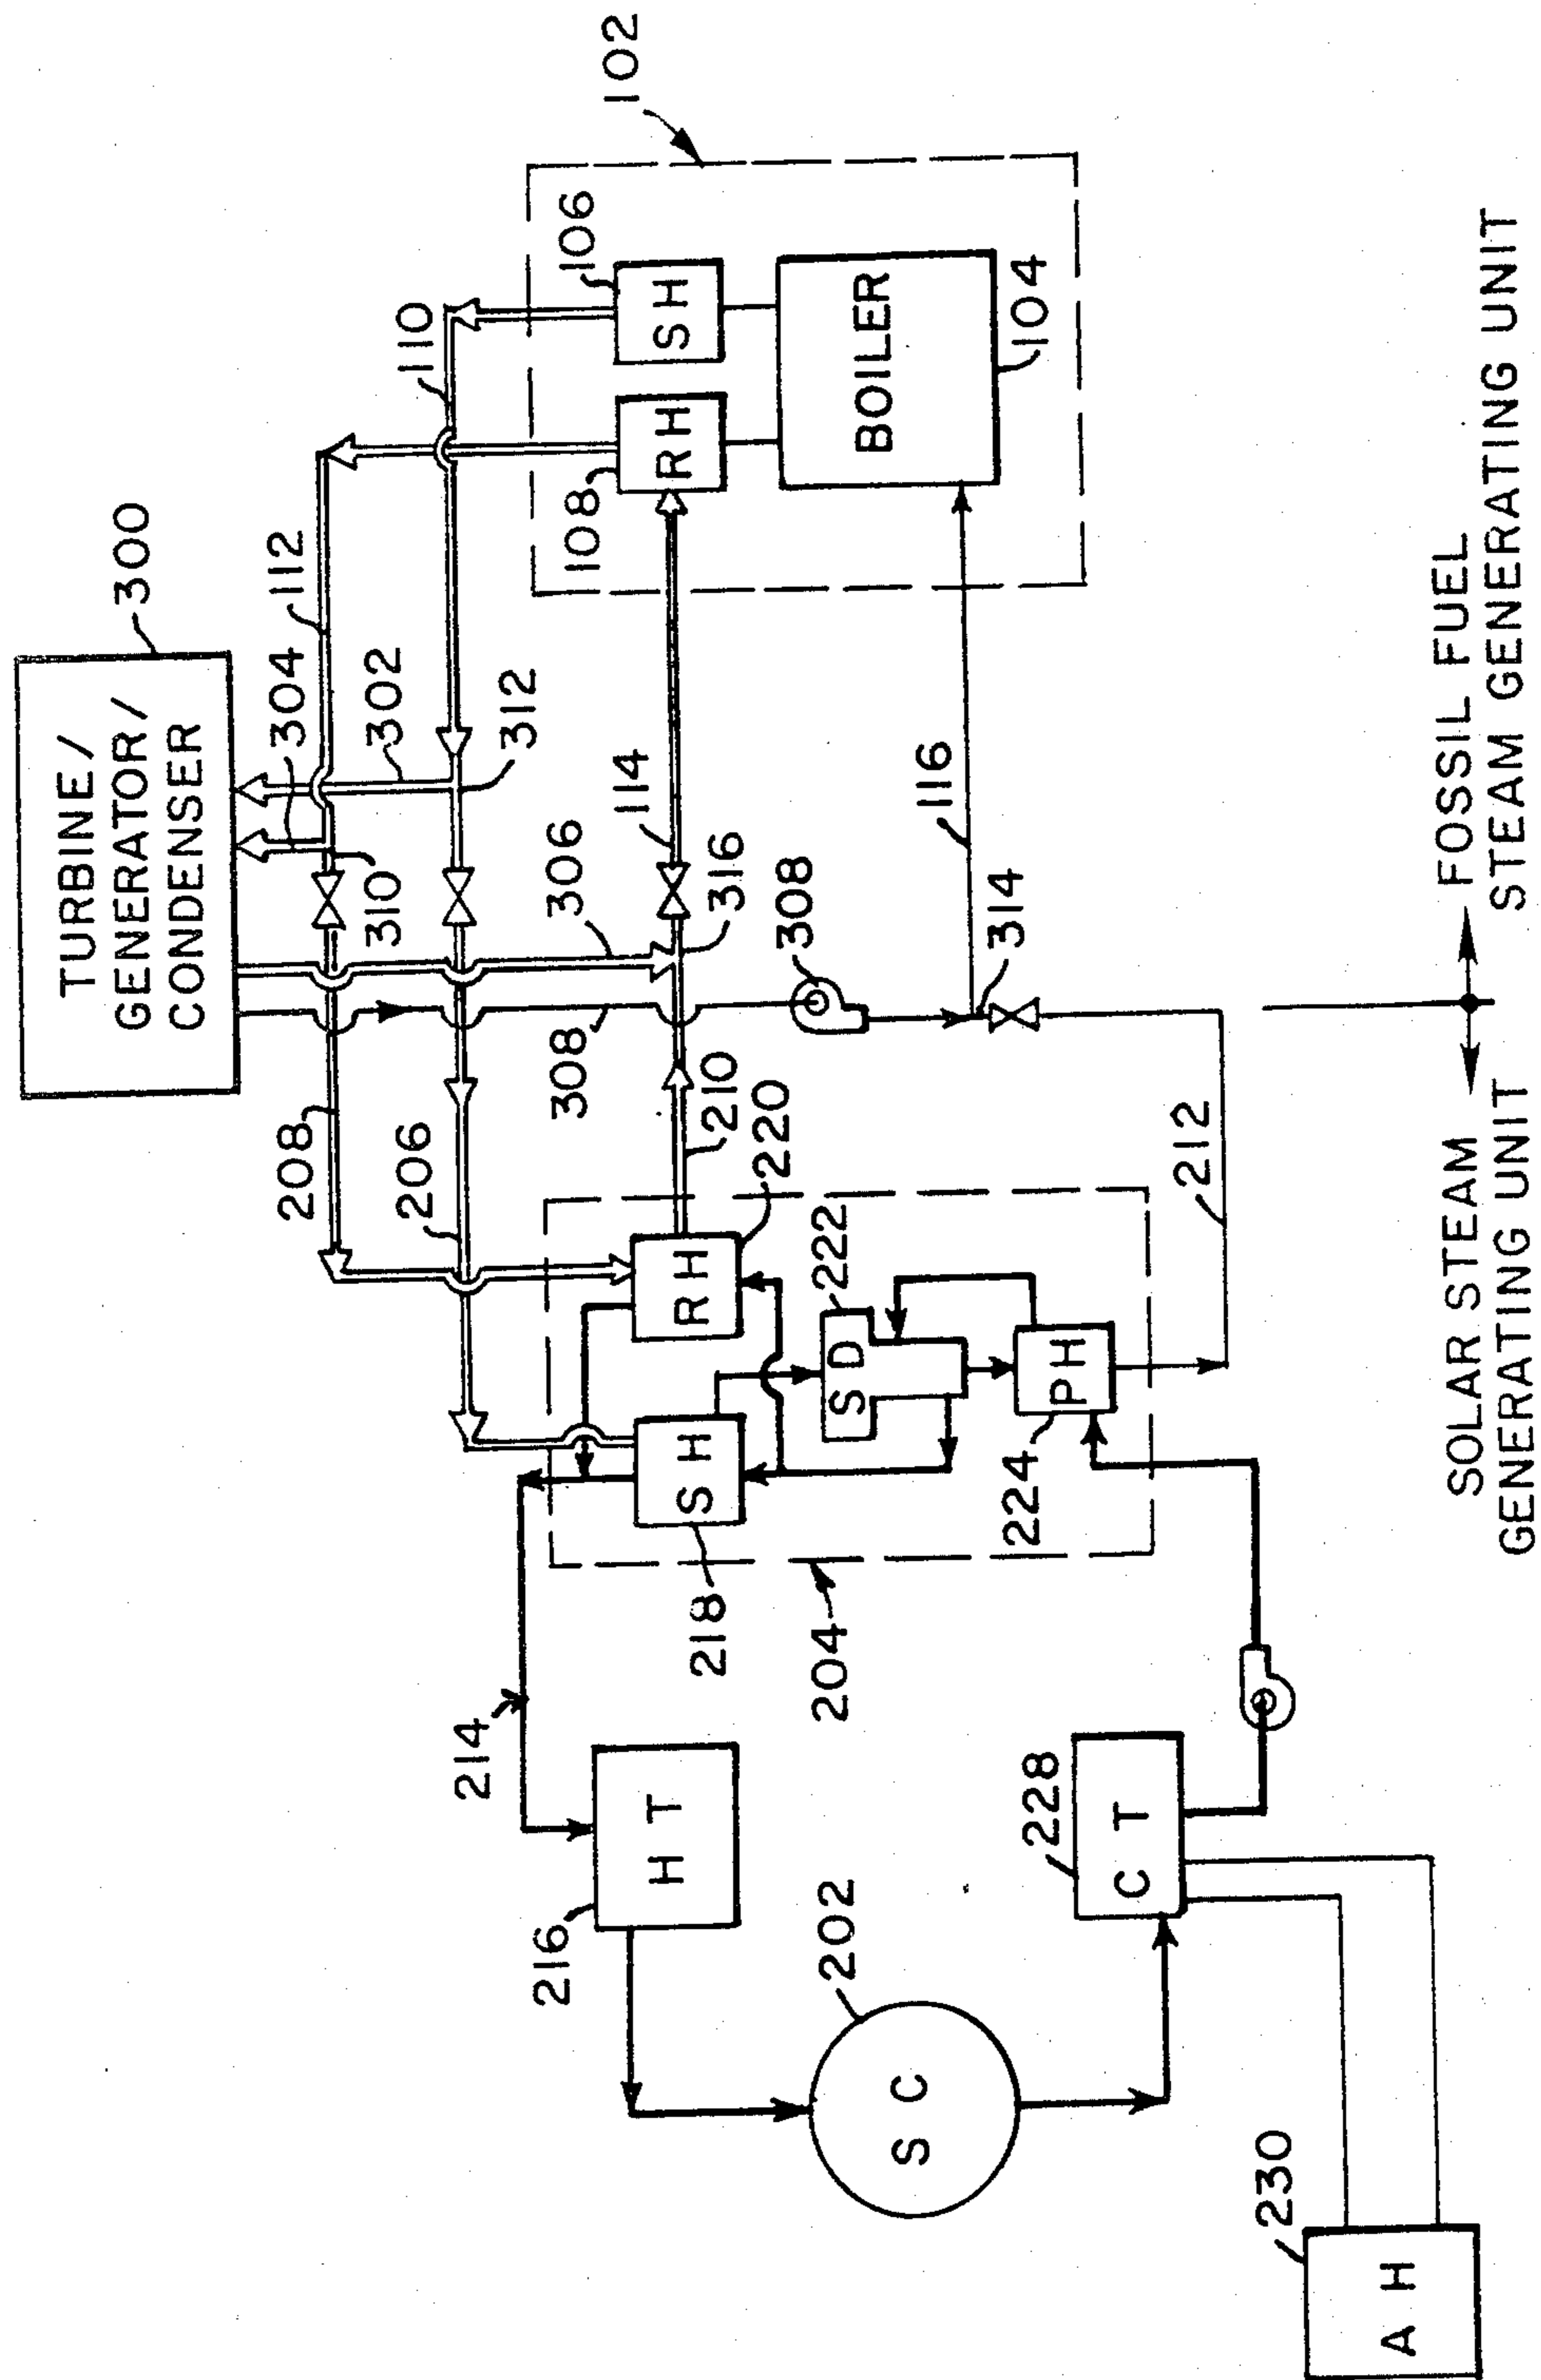 TURBINE/
GENERATOR/
CONDENSER
300
112
304
302
110
312
310
208
206
306
308
114
316
308
210
220
116
314
212
102
106
SH
108
RH
BOILER
104
RH
222
SD
SH
218
PH
224
204
214
HT
216
202
SC
228
CT
230
AH
SOLAR STEAM
GENERATING UNIT
FOSSIL FUEL
STEAM GENERATING UNIT